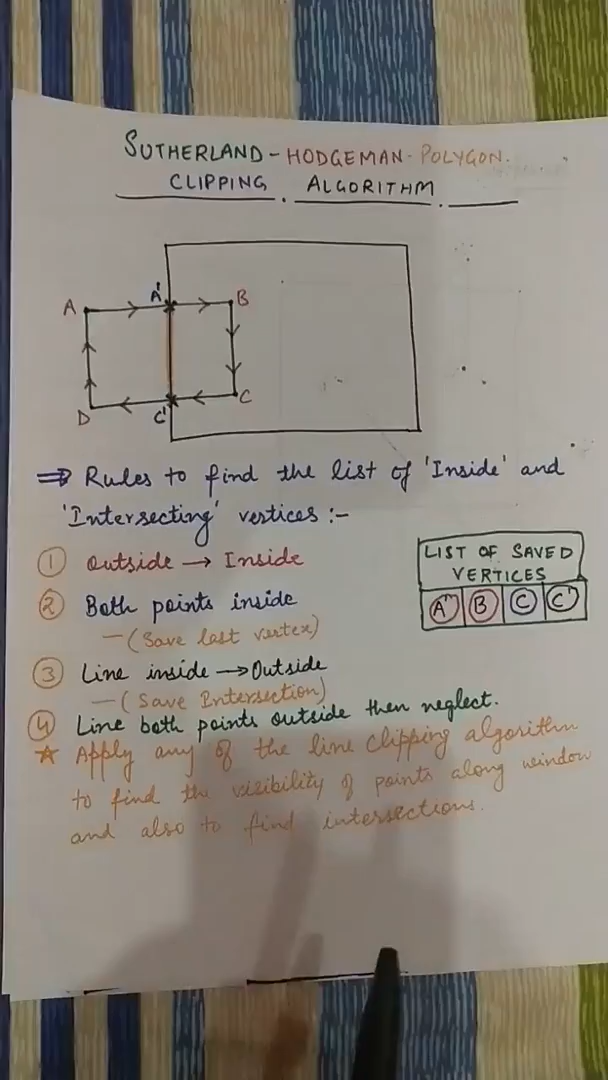 SUTHERLAND-HODGEMAN-POLYGON.
CLIPPING ALGORITHM
A
A'
B
D
C'
C
⇒ Rules to find the list of 'Inside' and
'Intersecting' vertices :-
① Outside → Inside
② Both points inside
-(Save last vertex)
③ Line inside → Outside
-(Save Intersection)
④ Line both points outside then neglect.
LIST OF SAVED
VERTICES
A' B C C'
☆ Apply any of the line clipping algorithm
to find the visibility of points along window
and also to find intersections.